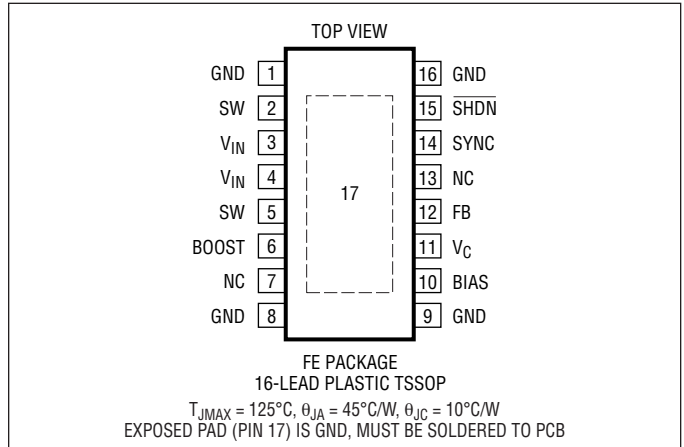 TOP VIEW
GND 1
SW 2
VIN 3
VIN 4
SW 5
BOOST 6
NC 7
GND 8
17
16 GND
15 SHDN
14 SYNC
13 NC
12 FB
11 VC
10 BIAS
9 GND
FE PACKAGE
16-LEAD PLASTIC TSSOP
TJMAX = 125°C, θJA = 45°C/W, θJC = 10°C/W
EXPOSED PAD (PIN 17) IS GND, MUST BE SOLDERED TO PCB